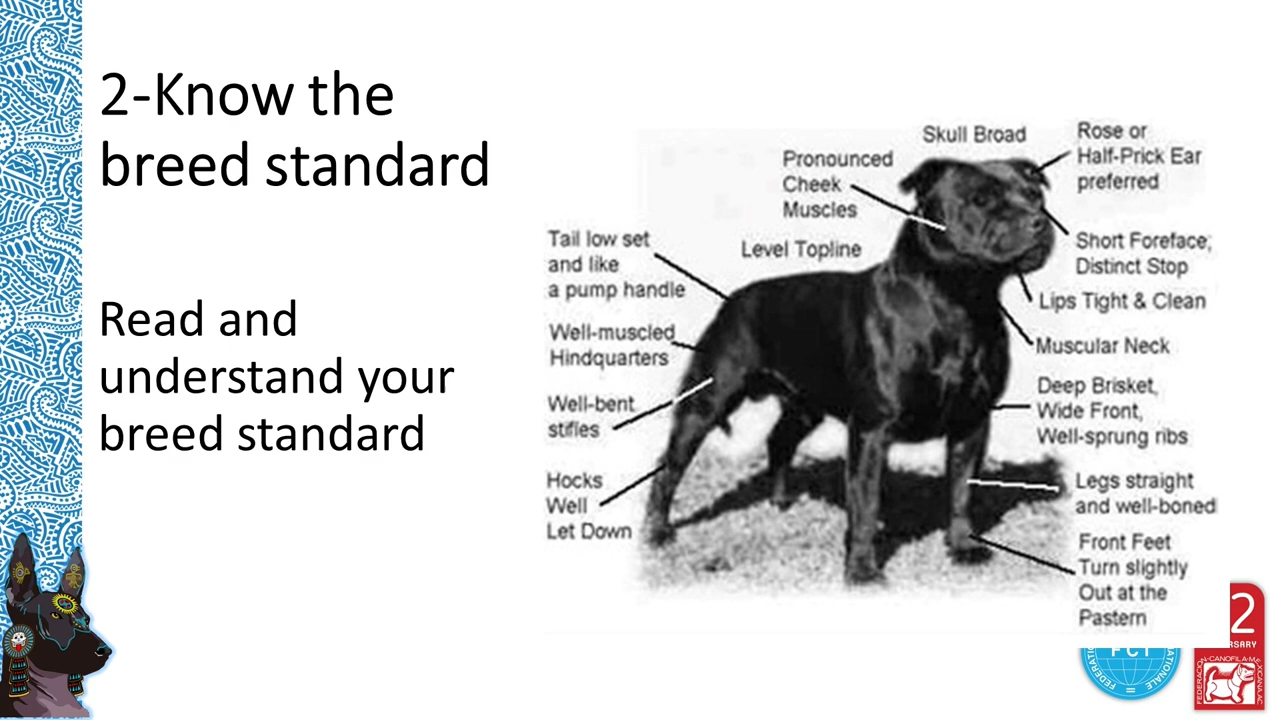 2-Know the
breed standard
Read and
understand your
breed standard
Skull Broad
Rose or
Half-Prick Ear
preferred
Pronounced
Cheek
Muscles
Short Foreface;
Distinct Stop
Tail low set
and like
a pump handle
Level Topline
Lips Tight & Clean
Well-muscled
Hindquarters
Muscular Neck
Deep Brisket,
Wide Front,
Well-sprung ribs
Well-bent
stifles
Hocks
Well
Let Down
Legs straight
and well-boned
Front Feet
Turn slightly
Out at the
Pastern
2
RSARY
FCI